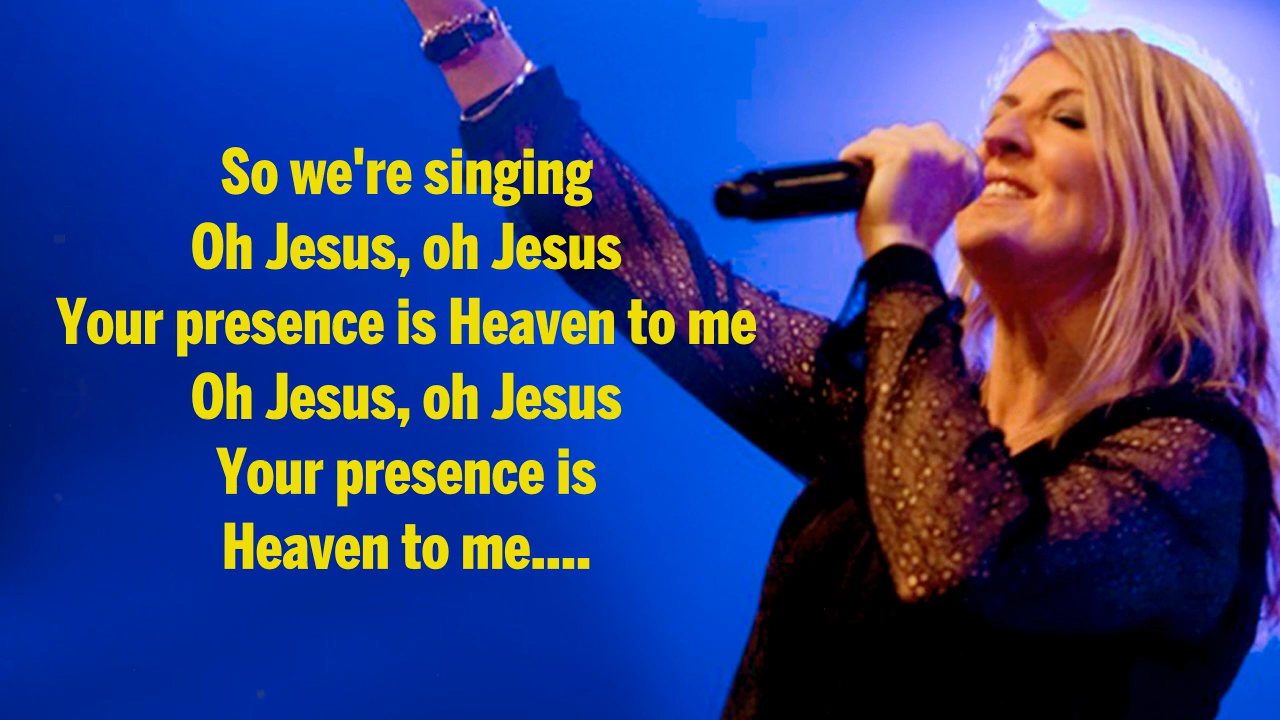 So we're singing
Oh Jesus, oh Jesus
Your presence is Heaven to me
Oh Jesus, oh Jesus
Your presence is
Heaven to me....